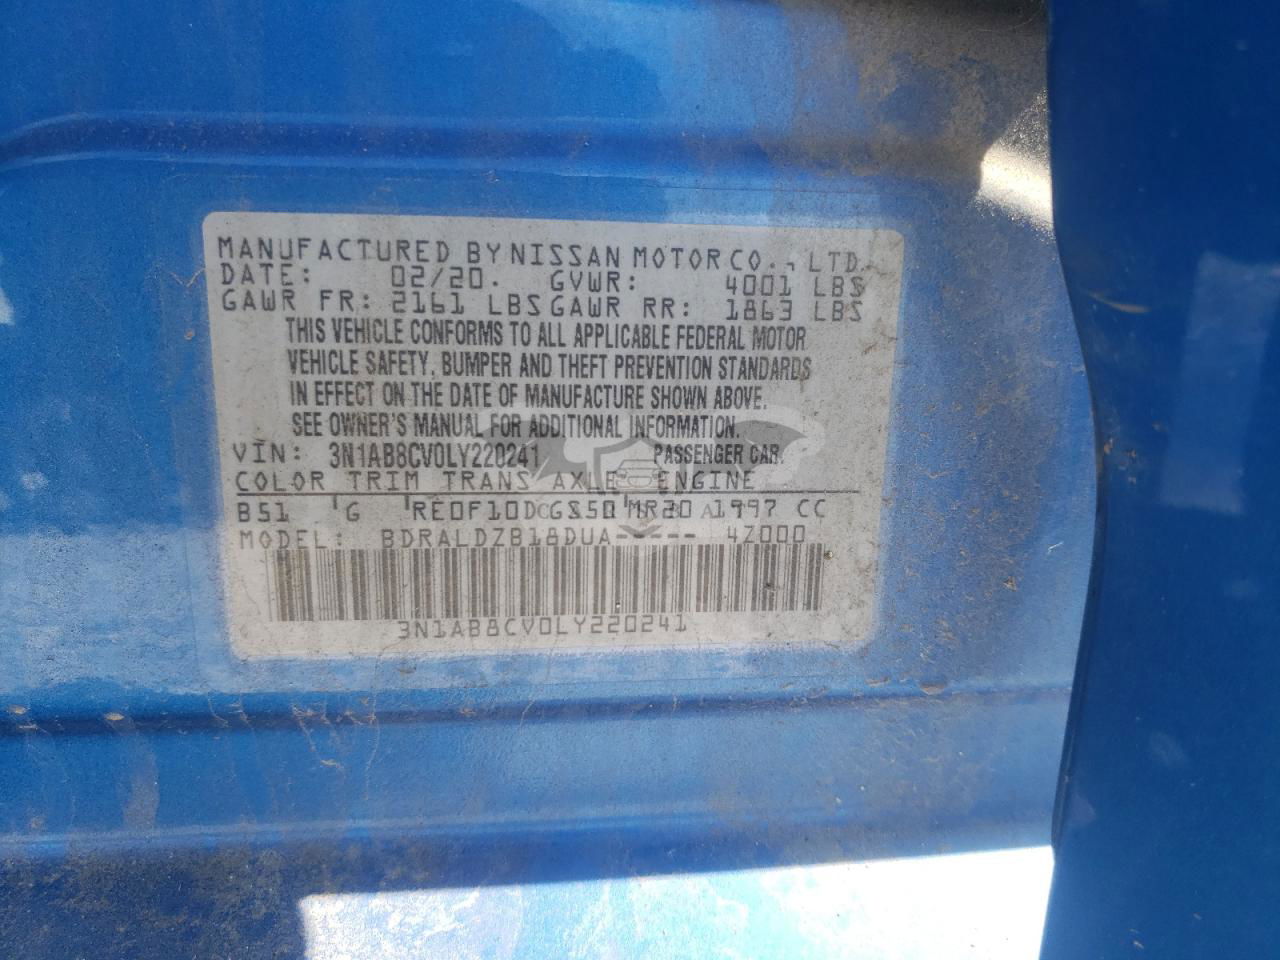 MANUFACTURED BY NISSAN MOTOR CO., LTD.
DATE: 02/20. GVWR: 4001 LBS
GAWR FR: 2161 LBS GAWR RR: 1863 LBS
THIS VEHICLE CONFORMS TO ALL APPLICABLE FEDERAL MOTOR
VEHICLE SAFETY, BUMPER AND THEFT PREVENTION STANDARDS
IN EFFECT ON THE DATE OF MANUFACTURE SHOWN ABOVE.
SEE OWNER'S MANUAL FOR ADDITIONAL INFORMATION.
VIN: 3N1AB8CV0LY220241 PASSENGER CAR.
COLOR TRIM TRANS AXLE ENGINE
B51 G RE0F10D MR20 1997 CC
MODEL: BDRALDZB18DUA----- 4Z000
3N1AB8CV0LY220241